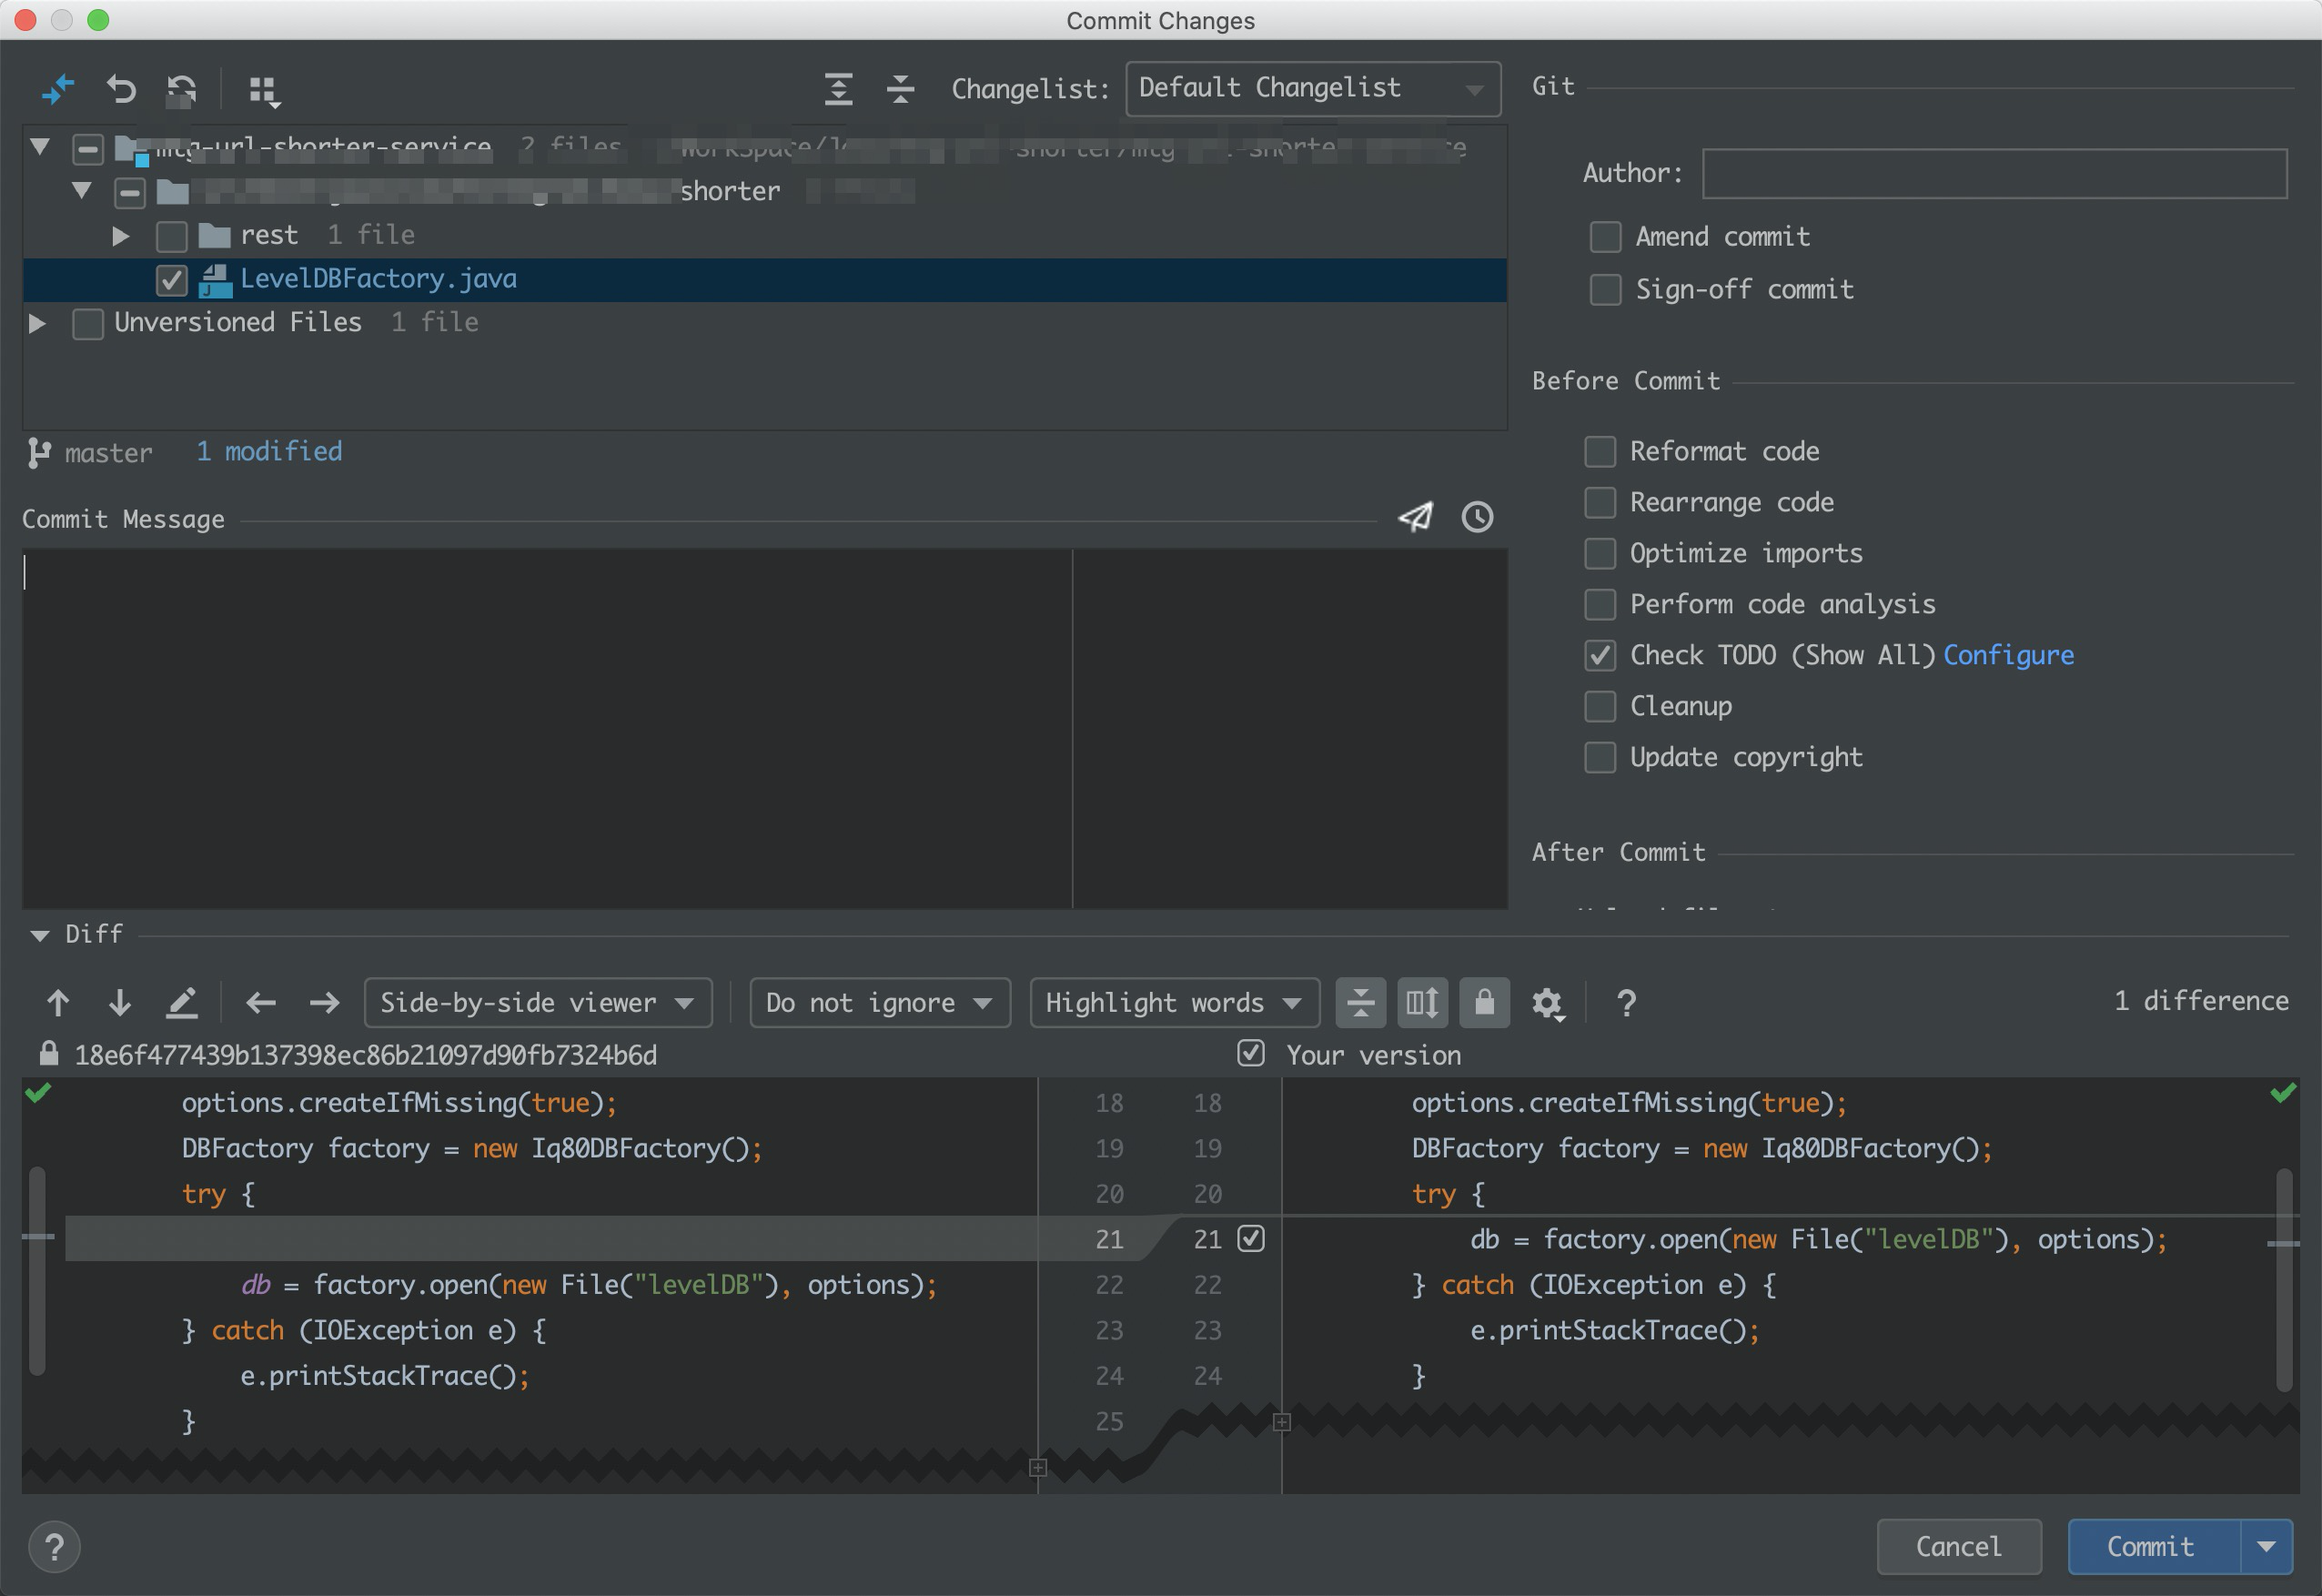 Commit Changes
Changelist: Default Changelist
mtg-url-shorter-service 2 files
shorter
rest 1 file
LevelDBFactory.java
Unversioned Files 1 file
master 1 modified
Commit Message
Git
Author:
Amend commit
Sign-off commit
Before Commit
Reformat code
Rearrange code
Optimize imports
Perform code analysis
Check TODO (Show All) Configure
Cleanup
Update copyright
After Commit
Diff
Side-by-side viewer Do not ignore Highlight words ? 1 difference
18e6f477439b137398ec86b21097d90fb7324b6d Your version
options.createIfMissing(true); 18 18 options.createIfMissing(true);
DBFactory factory = new Iq80DBFactory(); 19 19 DBFactory factory = new Iq80DBFactory();
try { 20 20 try {
21 21 db = factory.open(new File("levelDB"), options);
db = factory.open(new File("levelDB"), options); 22 22 } catch (IOException e) {
} catch (IOException e) { 23 23 e.printStackTrace();
e.printStackTrace(); 24 24 }
} 25
? Cancel Commit